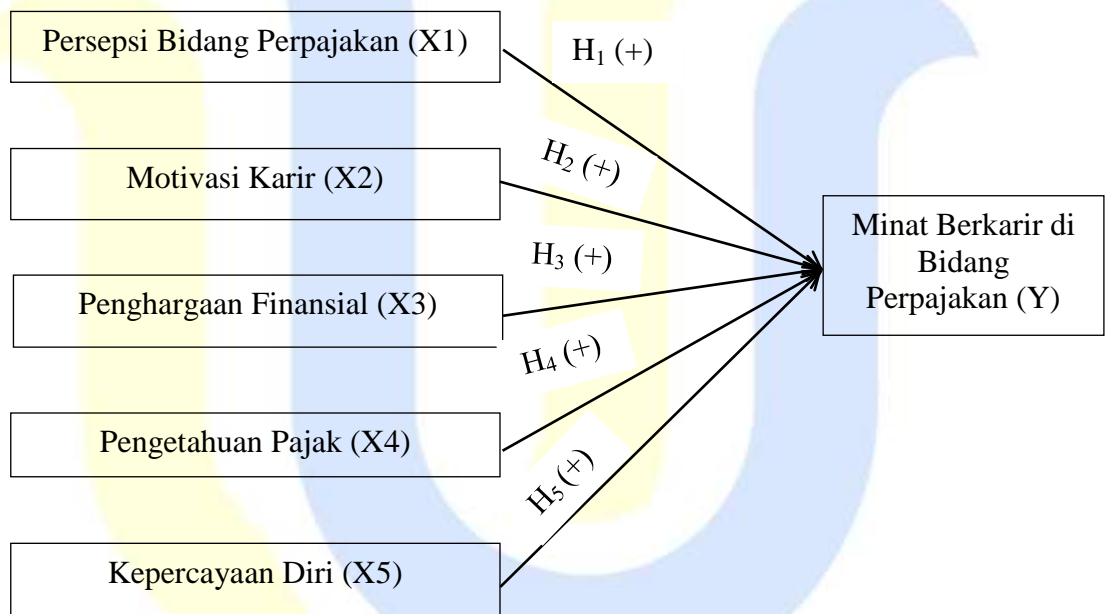 Persepsi Bidang Perpajakan (X1)
H₁ (+)
Motivasi Karir (X2)
H₂ (+)
Penghargaan Finansial (X3)
H₃ (+)
Pengetahuan Pajak (X4)
H₄ (+)
Kepercayaan Diri (X5)
H₅ (+)
Minat Berkarir di
Bidang
Perpajakan (Y)